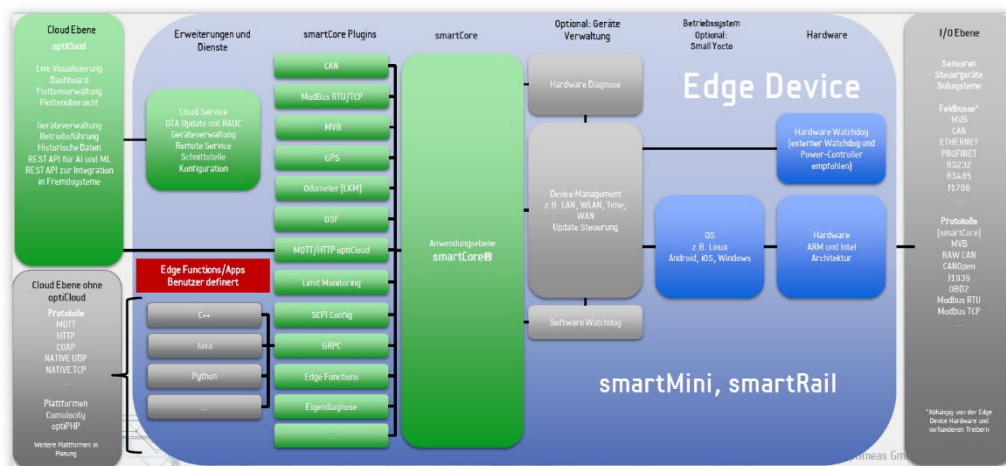 Cloud Ebene
optiCloud
Live Visualisierung
Dashboard
Flottenverwaltung
Flottenübersicht
Geräteverwaltung
Betriebsführung
Historische Daten
REST API für AI und ML
REST API zur Integration
in Fremdsysteme
Cloud Ebene ohne
optiCloud
Protokolle
MQTT
HTTP
COAP
NATIVE UDP
NATIVE TCP
...
Plattformen
Cumulocity
optiPHP
Weitere Plattformen in
Planung
Erweiterungen und
Dienste
Cloud Service
OTA Update mit RAUC
Geräteverwaltung
Remote Service
Schnittstelle
Konfiguration
Edge Functions/Apps
Benutzer definert
C++
Java
Python
....
smartCore Plugins
CAN
ModBus RTU/TCP
MVB
GPS
Odometer (LKM)
OSF
MQTT/HTTP optiCloud
Limit Monitoring
SCPI Config
GRPC
Edge Functions
Eigendiagnose
....
smartCore
Anwendungsebene
smartCore®
Optional: Geräte
Verwaltung
Hardware Diagnose
Device Management
z.B. LAN, WLAN, Time,
WAN
Update Steuerung
Software Watchdog
Betriebssystem
Optional:
Small Yocto
Hardware
Edge Device
Hardware Watchdog
(externer Watchdog und
Power-Controller
empfohlen)
OS
z.B. Linux
Android, iOS, Windows
Hardware
ARM und Intel
Architektur
smartMini, smartRail
I/O Ebene
Sensoren
Steuergeräte
Subsysteme
Feldbusse*
MVB
CAN
ETHERNET
PROFINET
RS232
RS485
J1708
...
Protokolle
(smartCore)
MVB
RAW CAN
CANOpen
J1939
OBD2
Modbus RTU
Modbus TCP
...
*Abhängig von der Edge
Device Hardware und
vorhandenen Treibern